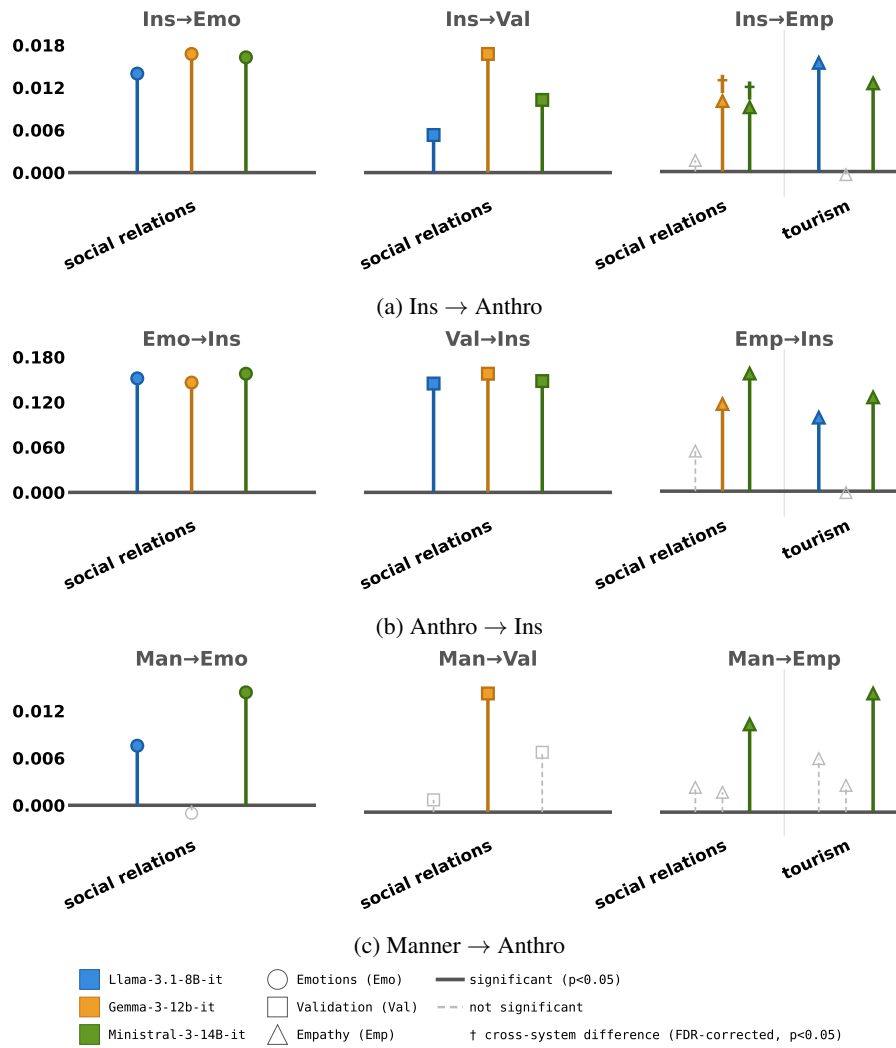 Ins→Emo
Ins→Val
Ins→Emp
0.018
0.012
0.006
0.000
† †
social relations
social relations
social relations
tourism
(a) Ins → Anthro
Emo→Ins
Val→Ins
Emp→Ins
0.180
0.120
0.060
0.000
social relations
social relations
social relations
tourism
(b) Anthro → Ins
Man→Emo
Man→Val
Man→Emp
0.012
0.006
0.000
social relations
social relations
social relations
tourism
(c) Manner → Anthro
Llama-3.1-8B-it
Gemma-3-12b-it
Ministral-3-14B-it
Emotions (Emo)
Validation (Val)
Empathy (Emp)
significant (p<0.05)
not significant
† cross-system difference (FDR-corrected, p<0.05)